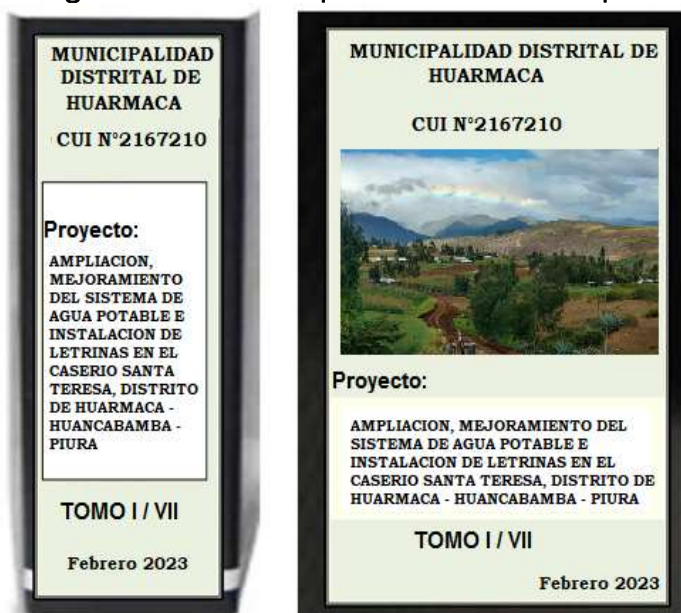 MUNICIPALIDAD
DISTRITAL DE
HUARMACA
CUI N°2167210
Proyecto:
AMPLIACION,
MEJORAMIENTO
DEL SISTEMA DE
AGUA POTABLE E
INSTALACION DE
LETRINAS EN EL
CASERIO SANTA
TERESA, DISTRITO
DE HUARMACA -
HUANCABAMBA -
PIURA
TOMO I / VII
Febrero 2023
MUNICIPALIDAD DISTRITAL DE
HUARMACA
CUI N°2167210
Proyecto:
AMPLIACION, MEJORAMIENTO DEL
SISTEMA DE AGUA POTABLE E
INSTALACION DE LETRINAS EN EL
CASERIO SANTA TERESA, DISTRITO DE
HUARMACA - HUANCABAMBA - PIURA
TOMO I / VII
Febrero 2023